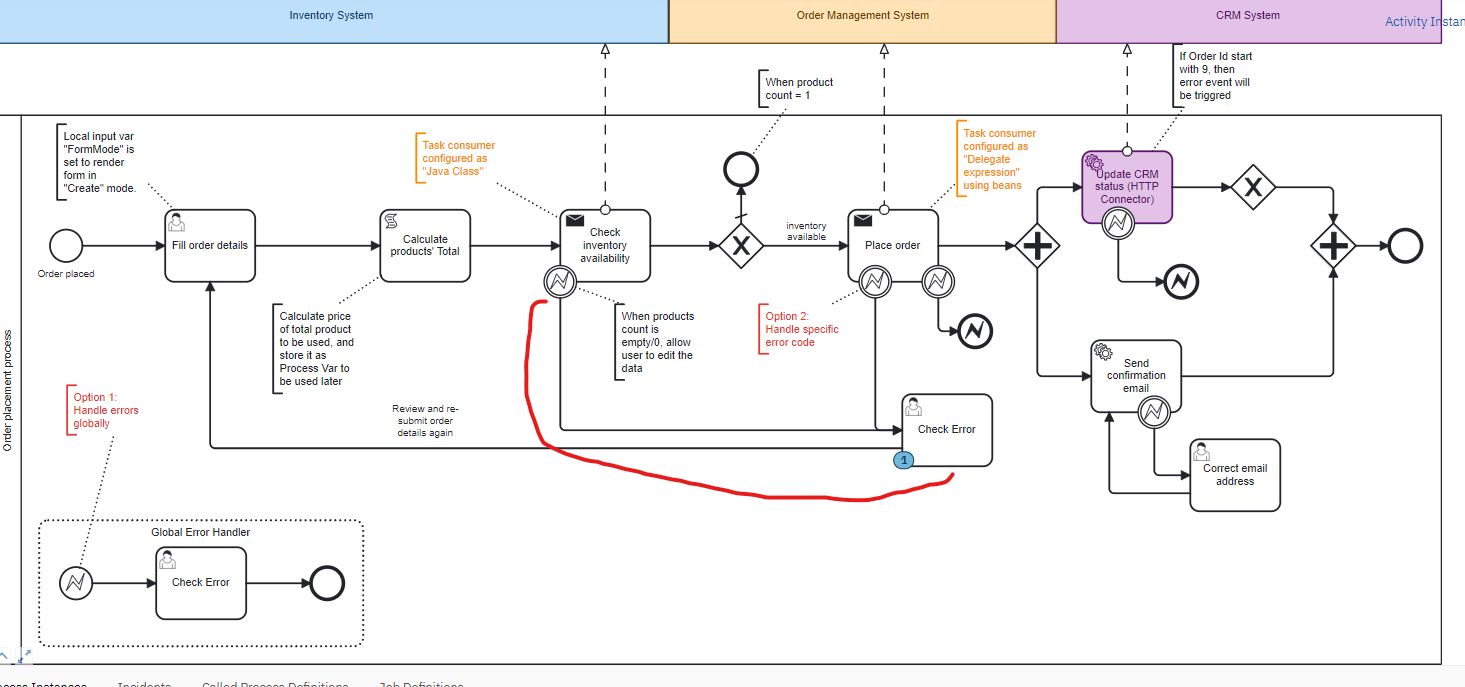 Inventory System
Order Management System
CRM System
Activity Instan
If Order Id start
with 9, then
error event will
be triggred
When product
count = 1
Local input var
"FormMode" is
set to render
form in
"Create" mode.
Task consumer
configured as
"Java Class"
Task consumer
configured as
"Delegate
expression"
using beans
Order placed
Fill order details
Calculate
products' Total
Check
inventory
availability
inventory
available
Place order
Update CRM
status (HTTP
Connector)
Calculate price
of total product
to be used, and
store it as
Process Var to
be used later
When products
count is
empty/0, allow
user to edit the
data
Option 2:
Handle specific
error code
Send
confirmation
email
Order placement process
Option 1:
Handle errors
globally
Review and re-
submit order
details again
Check Error
1
Correct email
address
Global Error Handler
Check Error
cess Instances
Incidents
Called Process Definitions
Job Definitions